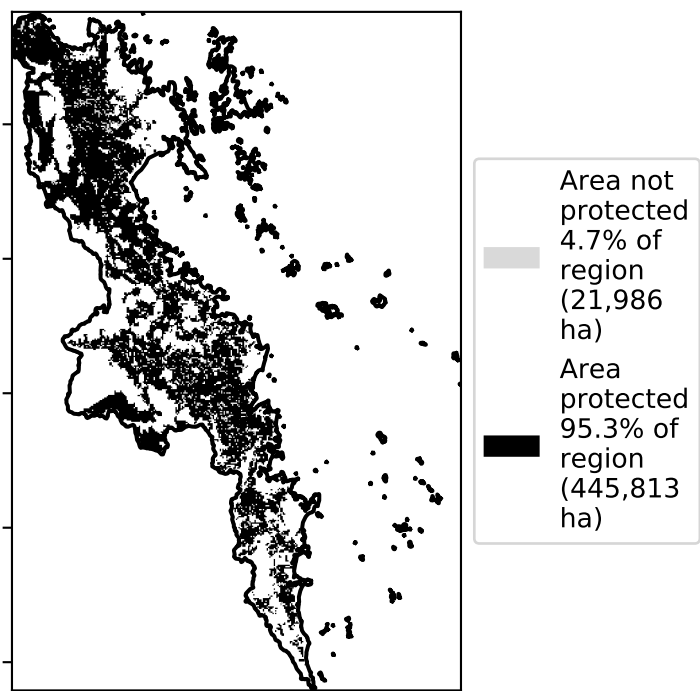 Area not
protected
4.7% of
region
(21,986
ha)
Area
protected
95.3% of
region
(445,813
ha)